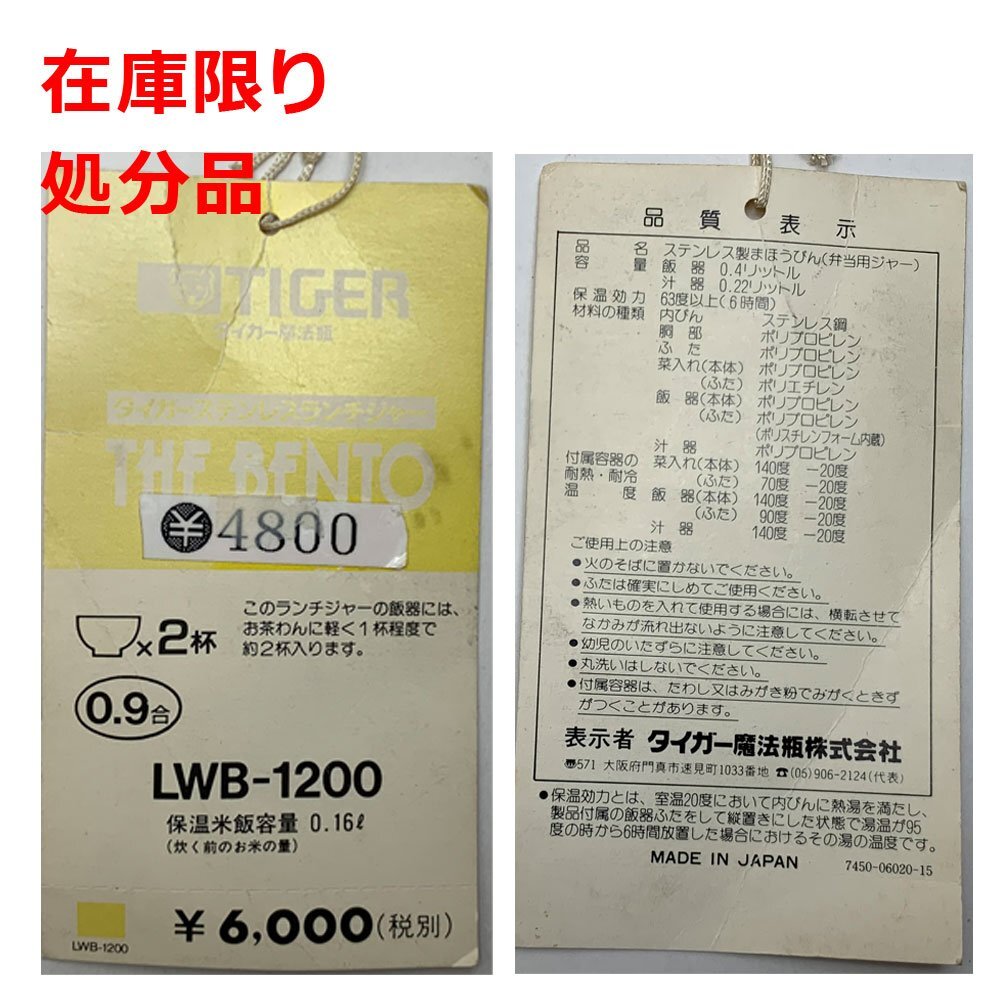 在庫限り
処分品
TIGER
タイガー魔法瓶
タイガーステンレスランチジャー
THE BENTO
¥4800
×2杯
このランチジャーの飯器には、
お茶わんに軽く1杯程度で
約2杯入ります。
0.9合
LWB-1200
保温米飯容量 0.16ℓ
(炊く前のお米の量)
LWB-1200
¥6,000(税別)
品質表示
品名 ステンレス製まほうびん(弁当用ジャー)
容量 飯器 0.4リットル
汁器 0.22リットル
保温効力 63度以上(6時間)
材料の種類 内びん ステンレス鋼
胴部 ポリプロピレン
ふた ポリプロピレン
菜入れ(本体) ポリプロピレン
(ふた) ポリエチレン
飯器(本体) ポリプロピレン
(ふた) ポリプロピレン
(ポリスチレンフォーム内蔵)
汁器 ポリプロピレン
付属容器の 菜入れ(本体) 140度 −20度
耐熱・耐冷 (ふた) 70度 −20度
温度 飯器(本体) 140度 −20度
(ふた) 90度 −20度
汁器 140度 −20度
ご使用上の注意
●火のそばに置かないでください。
●ふたは確実にしめてご使用ください。
●熱いものを入れて使用する場合には、横転させて
なかみが流れ出ないように注意してください。
●幼児のいたずらに注意してください。
●丸洗いはしないでください。
●付属容器は、たわし又はみがき粉でみがくときず
がつくことがあります。
表示者 タイガー魔法瓶株式会社
〠571 大阪府門真市速見町1033番地 ☎(05)906-2124(代表)
●保温効力とは、室温20度において内びんに熱湯を満たし、
製品付属の飯器ふたをして縦置きにした状態で湯温が95
度の時から6時間放置した場合におけるその湯の温度です。
MADE IN JAPAN 7450-06020-15